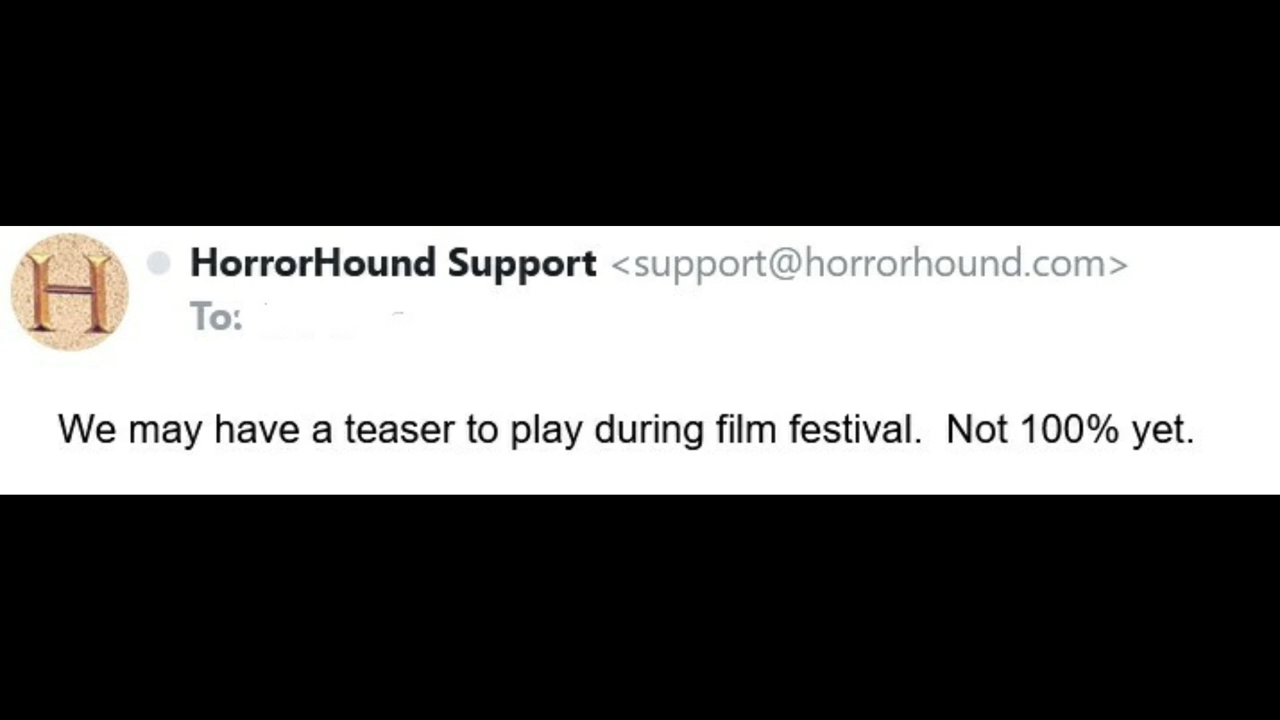 H
HorrorHound Support <support@horrorhound.com>
To:
We may have a teaser to play during film festival.  Not 100% yet.